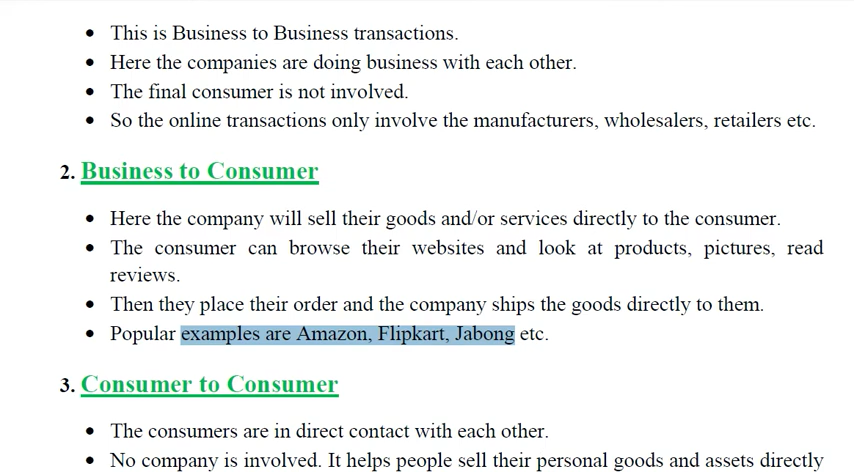 • This is Business to Business transactions.
• Here the companies are doing business with each other.
• The final consumer is not involved.
• So the online transactions only involve the manufacturers, wholesalers, retailers etc.
2. Business to Consumer
• Here the company will sell their goods and/or services directly to the consumer.
• The consumer can browse their websites and look at products, pictures, read
reviews.
• Then they place their order and the company ships the goods directly to them.
• Popular examples are Amazon, Flipkart, Jabong etc.
3. Consumer to Consumer
• The consumers are in direct contact with each other.
• No company is involved. It helps people sell their personal goods and assets directly